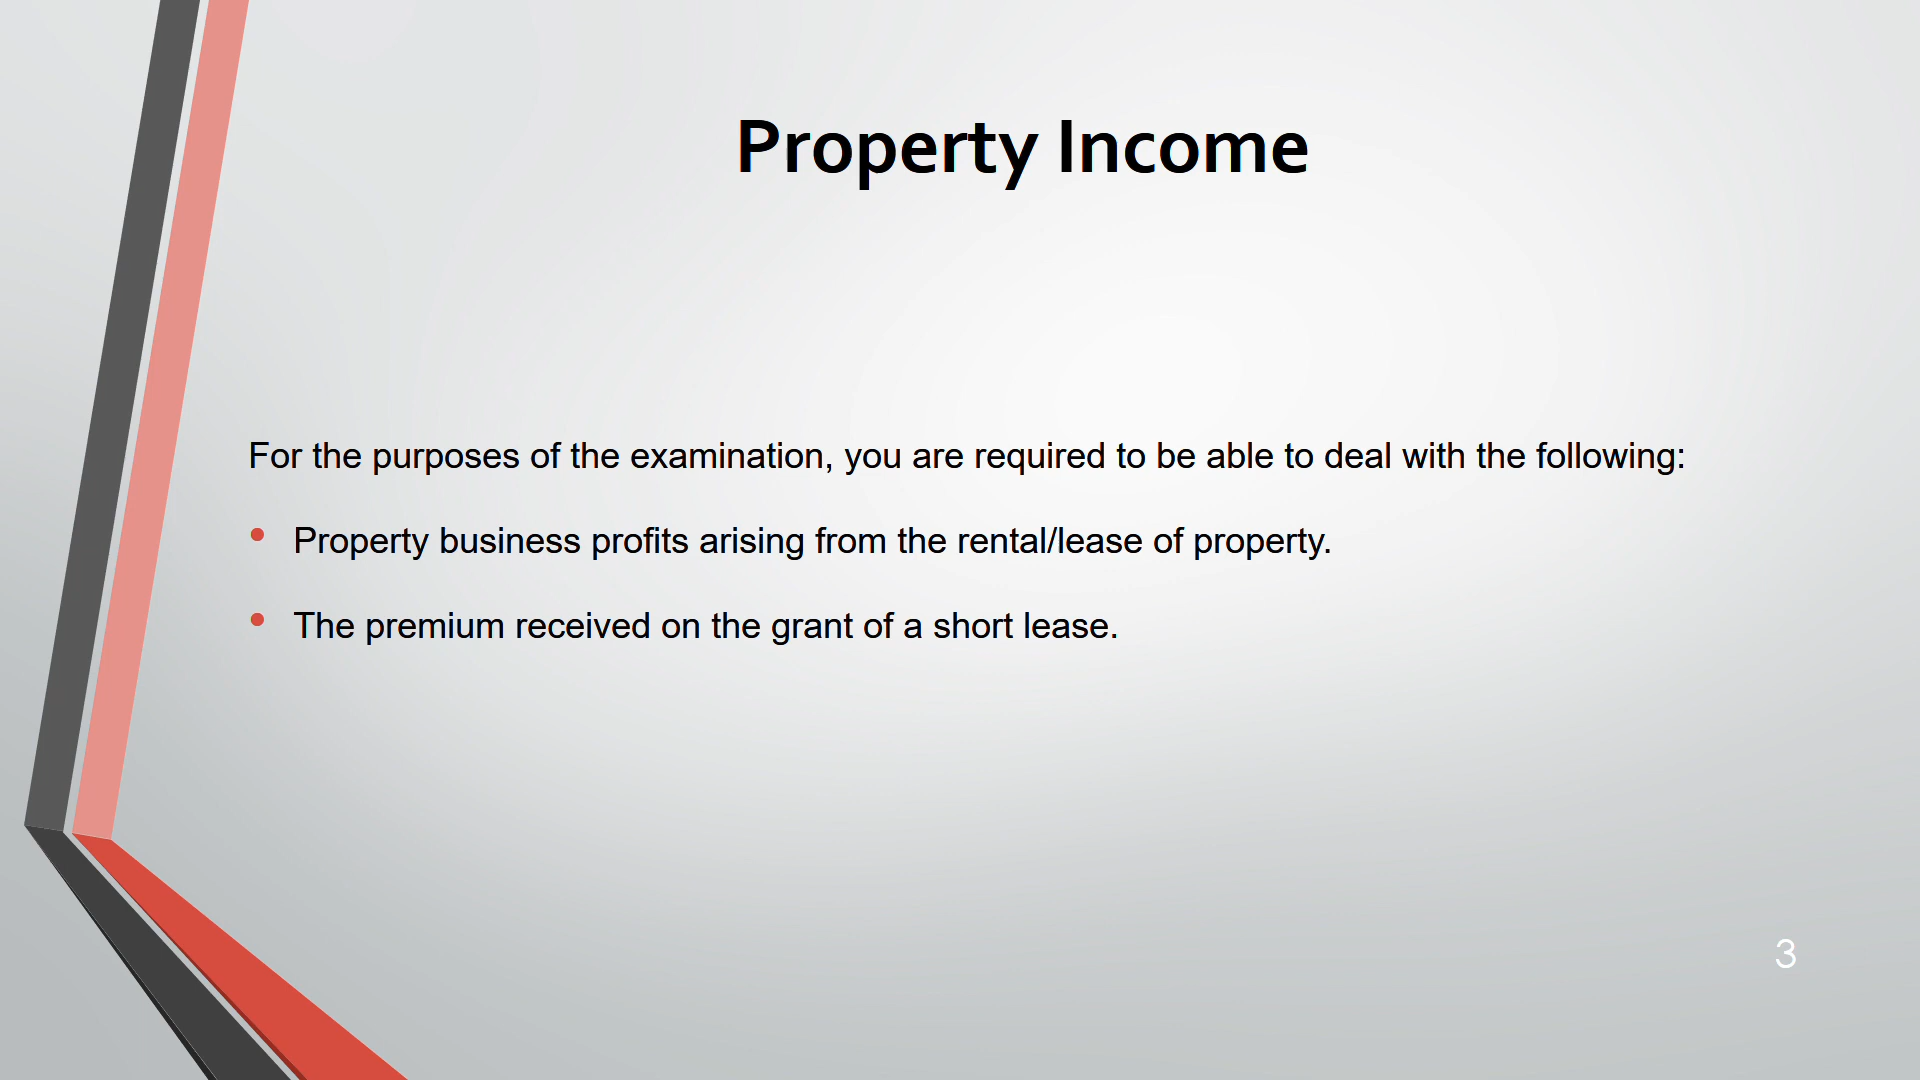 Property Income
For the purposes of the examination, you are required to be able to deal with the following:
• Property business profits arising from the rental/lease of property.
• The premium received on the grant of a short lease.
3